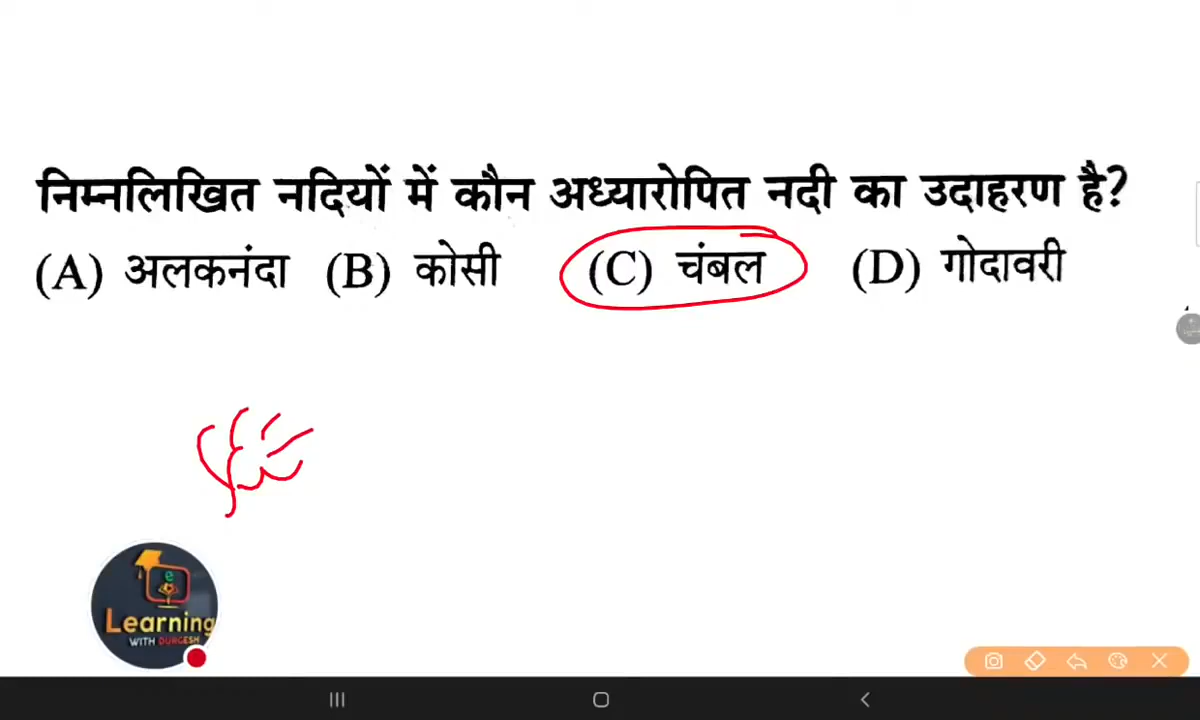 निम्नलिखित नदियों में कौन अध्यारोपित नदी का उदाहरण है?
(A) अलकनंदा (B) कोसी (C) चंबल (D) गोदावरी
e
Learning
WITH DURGESH